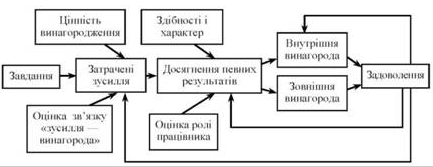 Цінність
винагородження
Здібності і
характер
Внутрішня
винагорода
Завдання
Затрачені
зусилля
Досягнення певних
результатів
Задоволення
Зовнішня
винагорода
Оцінка зв’язку
«зусилля —
винагорода»
Оцінка ролі
працівника